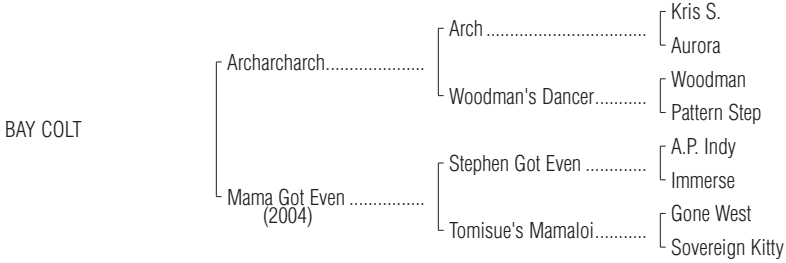 Kris S.
Arch ................................
Aurora
Archarcharch.....................
Woodman
Woodman's Dancer...........
Pattern Step
BAY COLT
A.P. Indy
Stephen Got Even .............
Immerse
Mama Got Even ................
(2004)
Gone West
Tomisue's Mamaloi...........
Sovereign Kitty